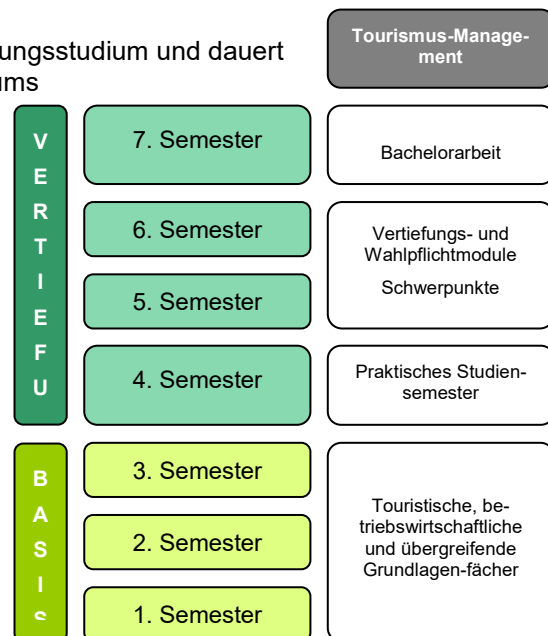 ungsstudium und dauert
ums
Tourismus-Manage-
ment
V
E
R
T
I
E
F
U
7. Semester
Bachelorarbeit
6. Semester
5. Semester
Vertiefungs- und
Wahlpflichtmodule
Schwerpunkte
4. Semester
Praktisches Studien-
semester
B
A
S
I
S
3. Semester
2. Semester
1. Semester
Touristische, be-
triebswirtschaftliche
und übergreifende
Grundlagen-fächer